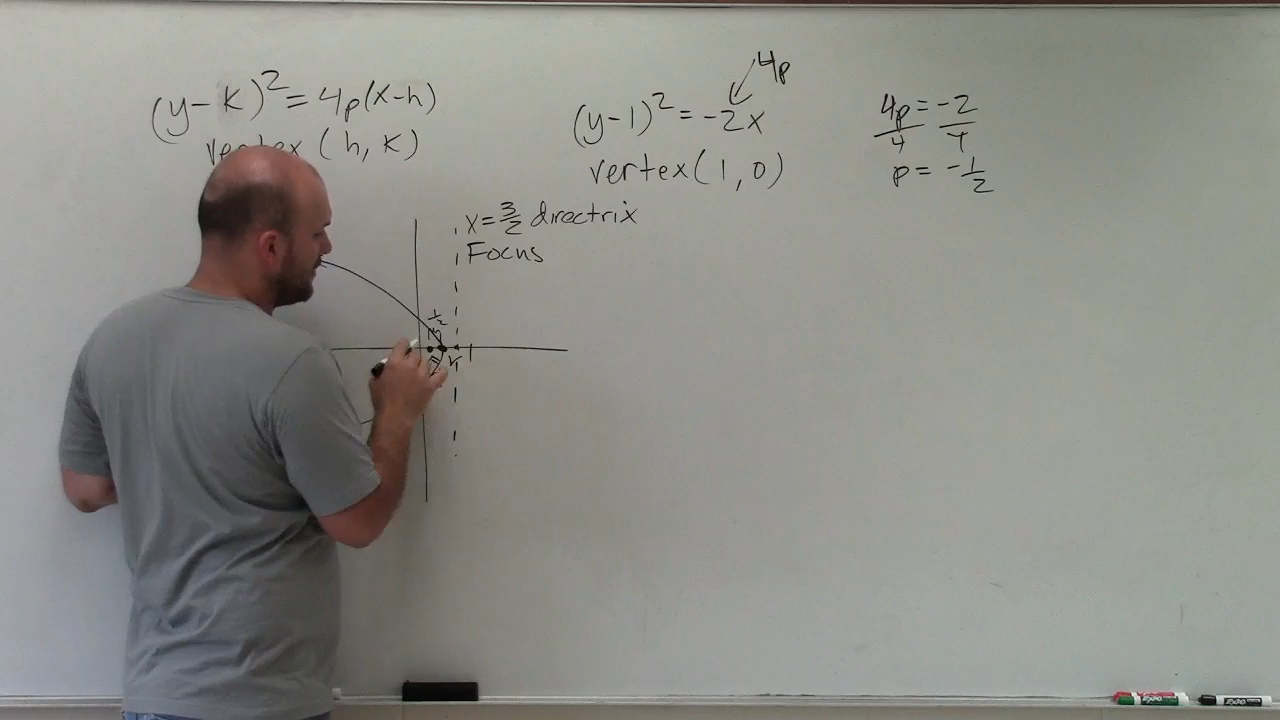 (y-k)²=4p(x-h)
vertex (h, k)
4p
(y-1)²=-2x
vertex(1,0)
4p=-2
4 4
p=-1/2
x=3/2 directrix
Focus
1/2